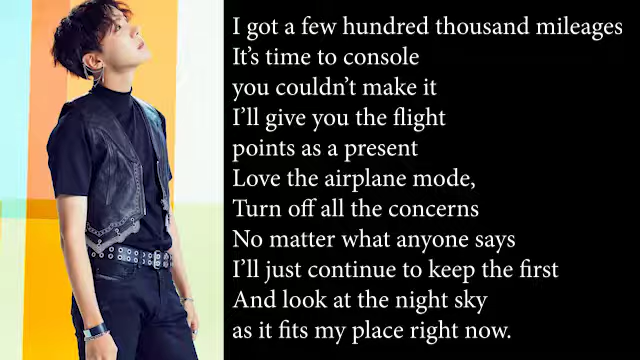 I got a few hundred thousand mileages
It’s time to console
you couldn’t make it
I’ll give you the flight
points as a present
Love the airplane mode,
Turn off all the concerns
No matter what anyone says
I’ll just continue to keep the first
And look at the night sky
as it fits my place right now.